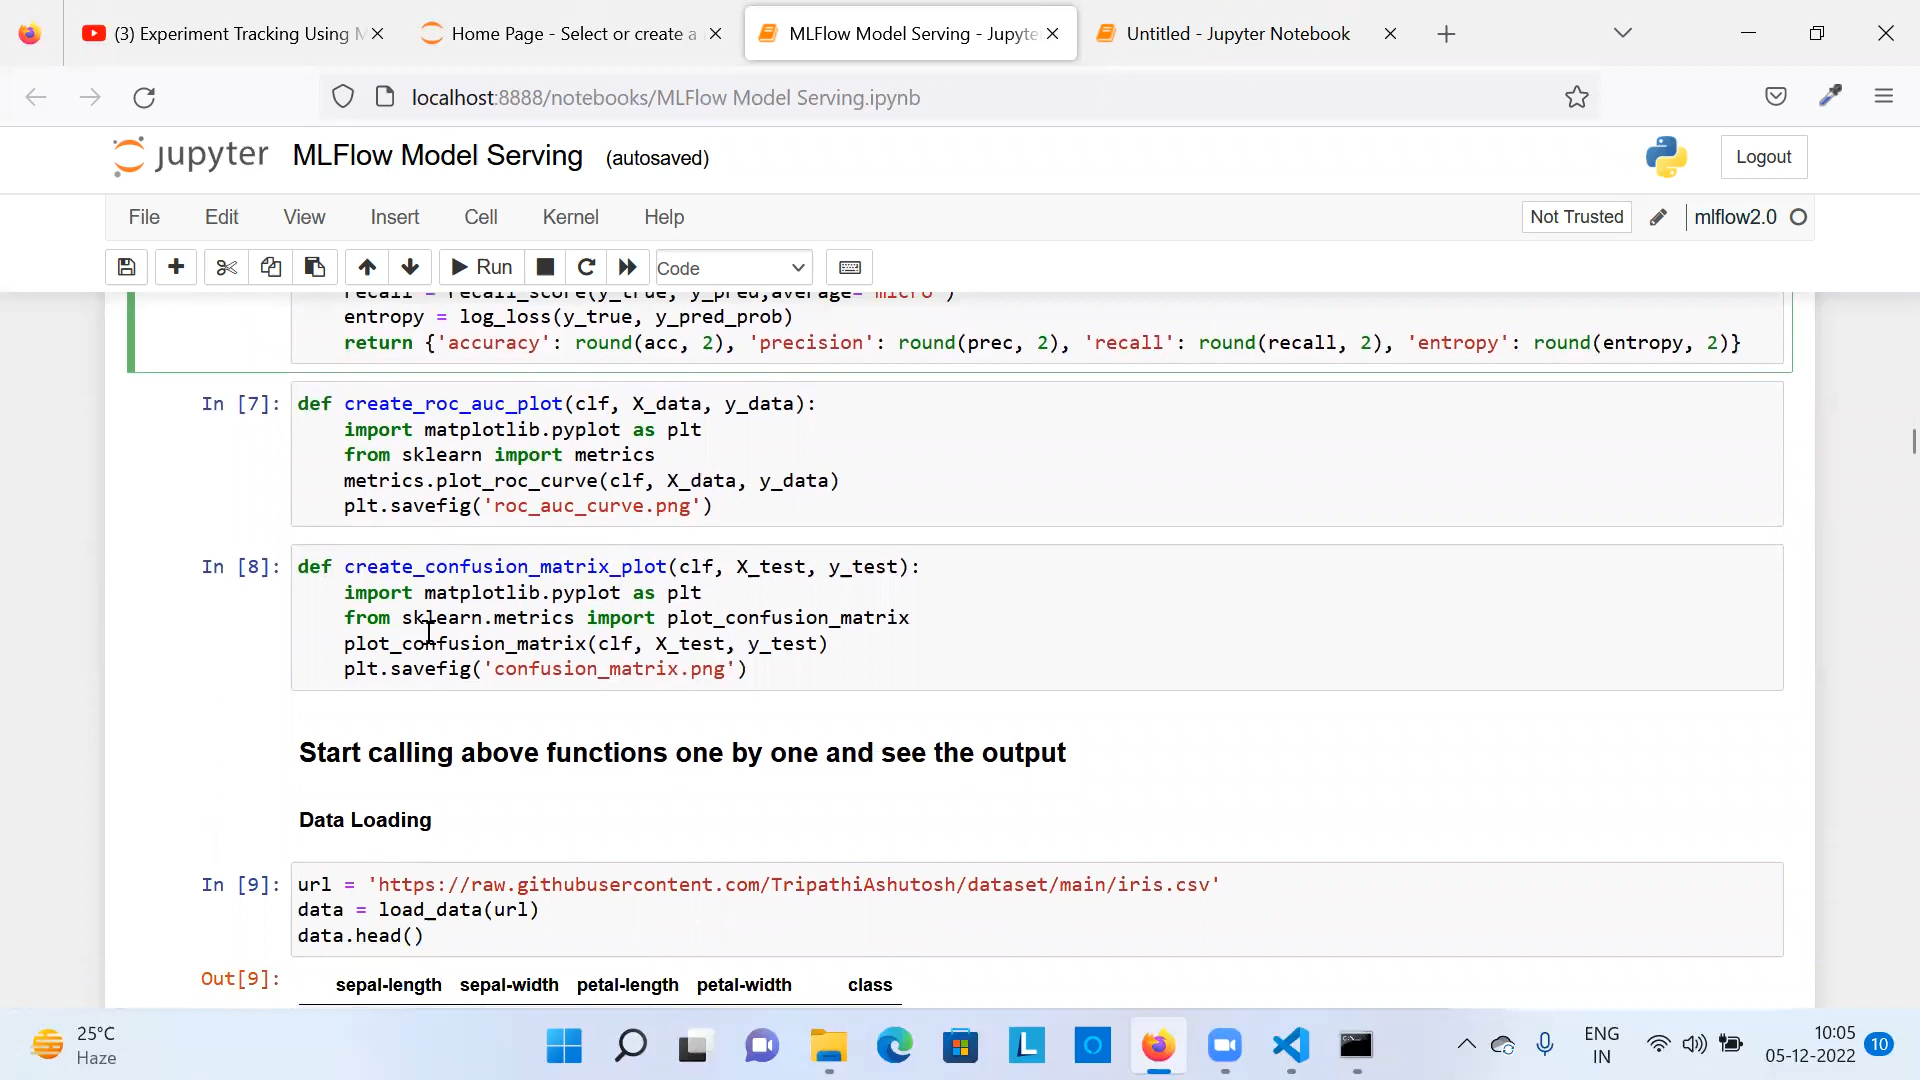 (3) Experiment Tracking Using M
Home Page - Select or create a
MLFlow Model Serving - Jupyte
Untitled - Jupyter Notebook
localhost:8888/notebooks/MLFlow Model Serving.ipynb
jupyter MLFlow Model Serving (autosaved)
Logout
File Edit View Insert Cell Kernel Help
Not Trusted
mlflow2.0
Run
Code
recall = recall_score(y_true, y_pred,average='micro')
entropy = log_loss(y_true, y_pred_prob)
return {'accuracy': round(acc, 2), 'precision': round(prec, 2), 'recall': round(recall, 2), 'entropy': round(entropy, 2)}
In [7]: def create_roc_auc_plot(clf, X_data, y_data):
import matplotlib.pyplot as plt
from sklearn import metrics
metrics.plot_roc_curve(clf, X_data, y_data)
plt.savefig('roc_auc_curve.png')
In [8]: def create_confusion_matrix_plot(clf, X_test, y_test):
import matplotlib.pyplot as plt
from sklearn.metrics import plot_confusion_matrix
plot_confusion_matrix(clf, X_test, y_test)
plt.savefig('confusion_matrix.png')
Start calling above functions one by one and see the output
Data Loading
In [9]: url = 'https://raw.githubusercontent.com/TripathiAshutosh/dataset/main/iris.csv'
data = load_data(url)
data.head()
Out[9]: sepal-length sepal-width petal-length petal-width class
25°C
Haze
L
ENG
IN
10:05
05-12-2022
10